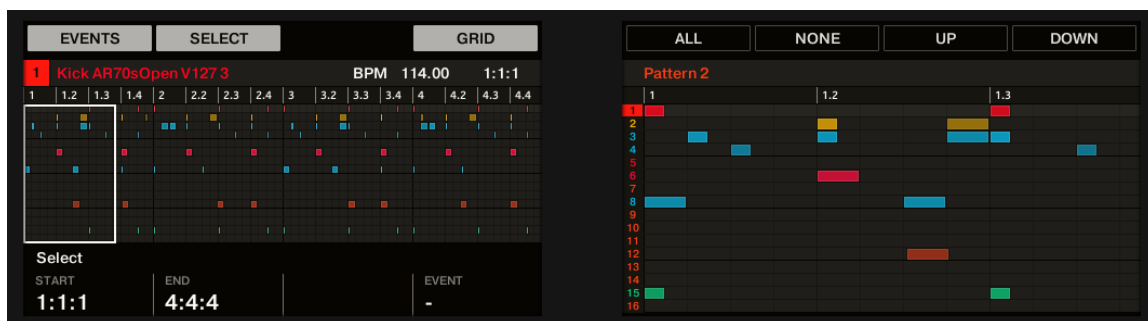 EVENTS SELECT GRID
1 Kick AR70sOpen V127 3 BPM 114.00 1:1:1
1 1.2 1.3 1.4 2 2.2 2.3 2.4 3 3.2 3.3 3.4 4 4.2 4.3 4.4
Select
START END EVENT
1:1:1 4:4:4 -
ALL NONE UP DOWN
Pattern 2
1 1.2 1.3
1
2
3
4
5
6
7
8
9
10
11
12
13
14
15
16